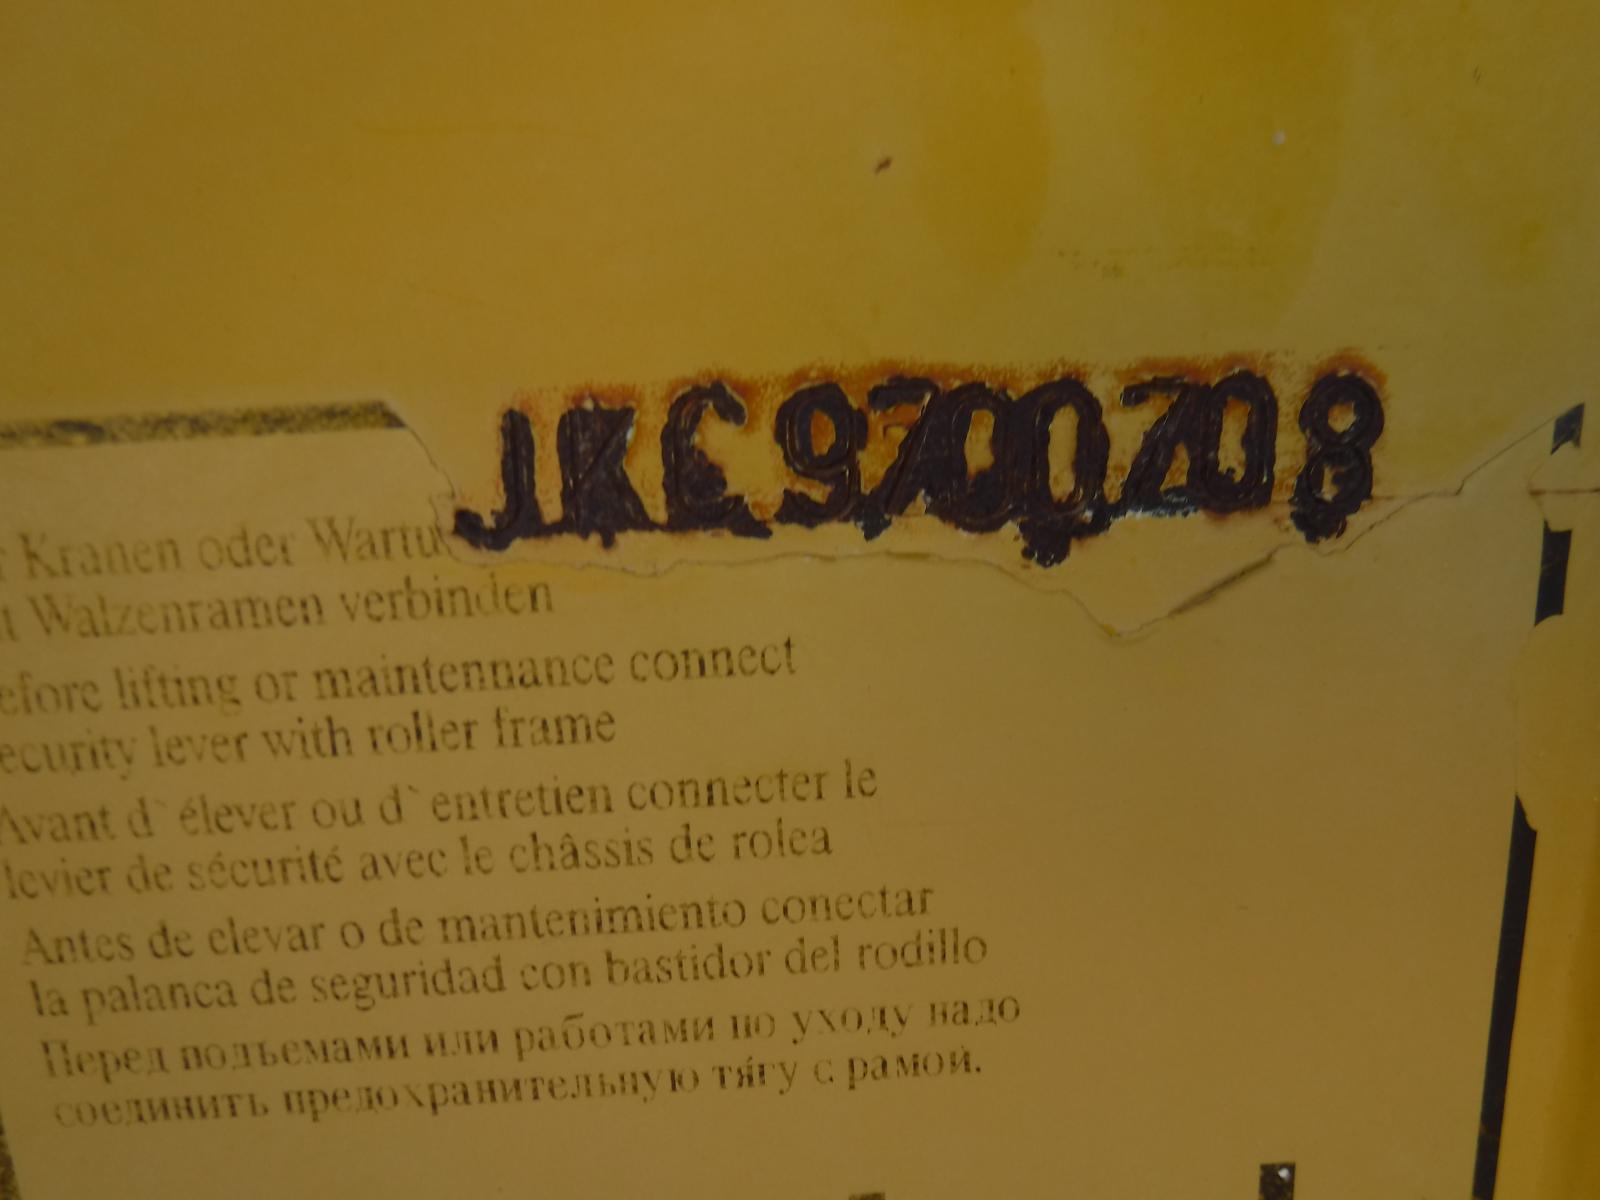 JKC9700708
Kranen oder
Walzenramen verbinden
efore lifting or maintennance connect
ecurity lever with roller frame
Avant d` élever ou d` entretien connecter le
levier de sécurité avec le châssis de rolea
Antes de elevar o de mantenimiento conectar
la palanca de seguridad con bastidor del rodillo
Перед подъемами или работами по уходу надо
соединить предохранительную тягу с рамой.